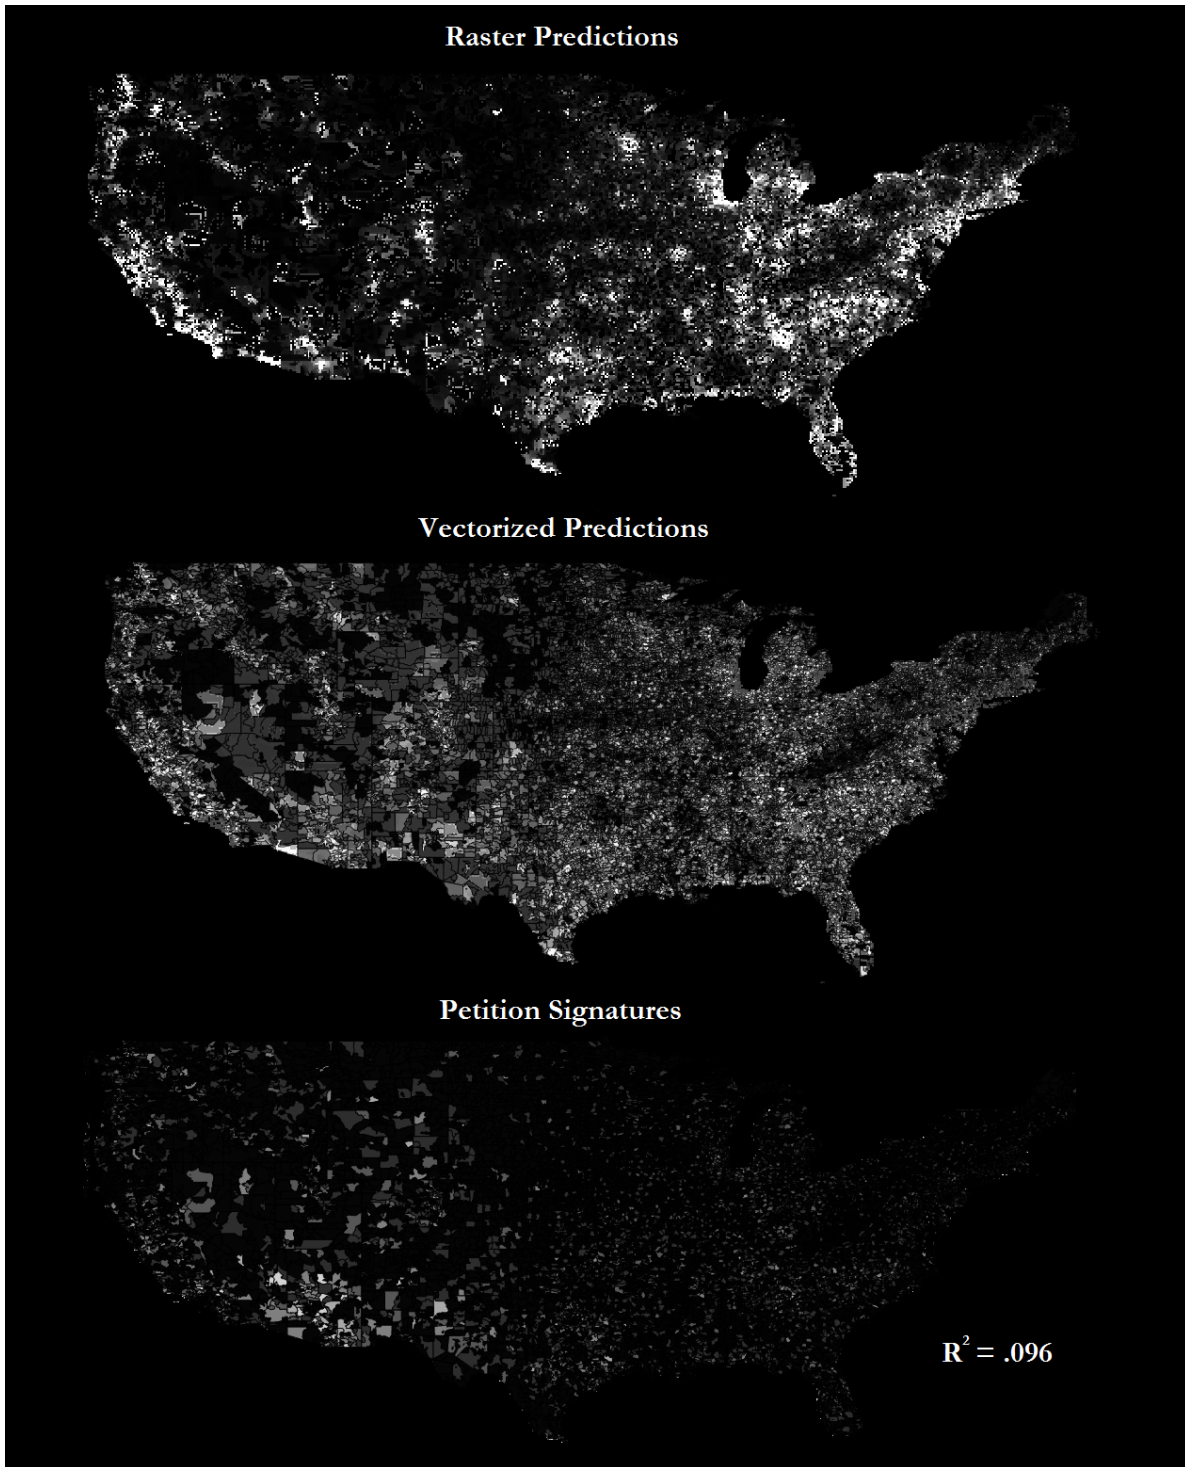 Raster Predictions
Vectorized Predictions
Petition Signatures
R² = .096